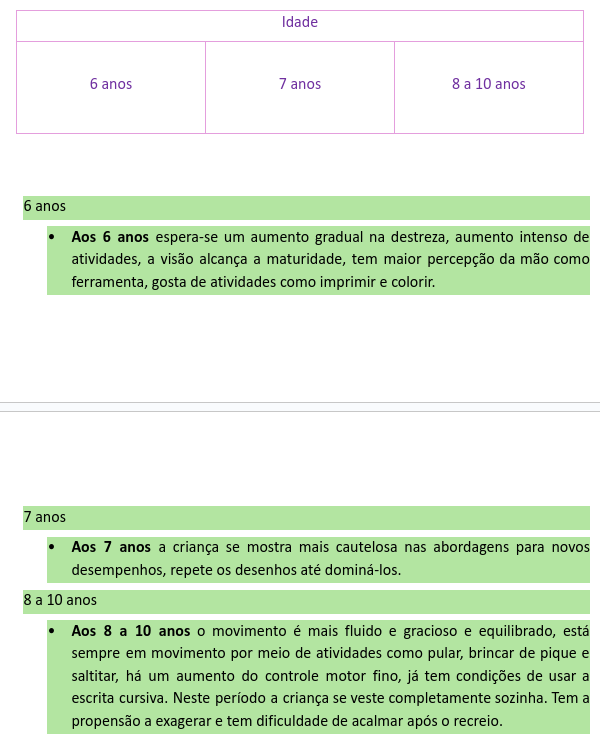 Idade
6 anos 7 anos 8 a 10 anos
6 anos
• Aos 6 anos espera-se um aumento gradual na destreza, aumento intenso de
atividades, a visão alcança a maturidade, tem maior percepção da mão como
ferramenta, gosta de atividades como imprimir e colorir.
7 anos
• Aos 7 anos a criança se mostra mais cautelosa nas abordagens para novos
desempenhos, repete os desenhos até dominá-los.
8 a 10 anos
• Aos 8 a 10 anos o movimento é mais fluido e gracioso e equilibrado, está
sempre em movimento por meio de atividades como pular, brincar de pique e
saltitar, há um aumento do controle motor fino, já tem condições de usar a
escrita cursiva. Neste período a criança se veste completamente sozinha. Tem a
propensão a exagerar e tem dificuldade de acalmar após o recreio.